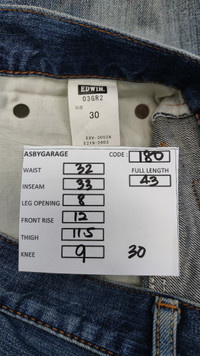 EDWIN.
03GR2
SIZE 30
ASBYGARAGE CODE: 180
WAIST 32 FULL LENGTH
INSEAM 33 43
LEG OPENING 8
FRONT RISE 12
THIGH 11.5
KNEE 9 30